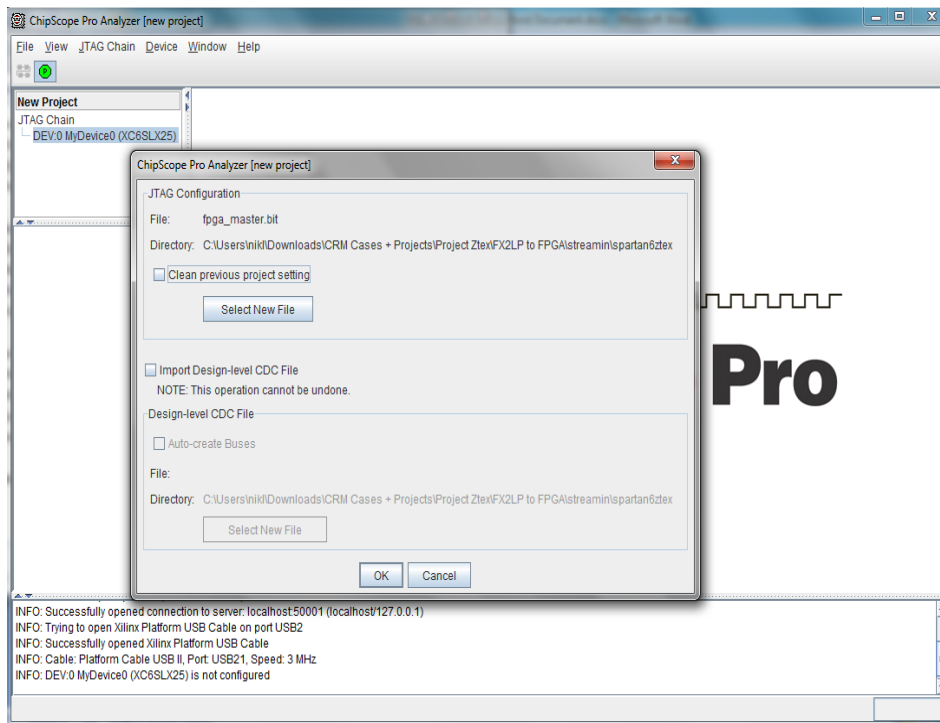 ChipScope Pro Analyzer [new project]
File View JTAG Chain Device Window Help
New Project
JTAG Chain
DEV:0 MyDevice0 (XC6SLX25)
ChipScope Pro Analyzer [new project]
JTAG Configuration
File: fpga_master.bit
Directory: C:\Users\nikl\Downloads\CRM Cases + Projects\Project Ztex\FX2LP to FPGA\streamin\spartan6ztex
Clean previous project setting
Select New File
Import Design-level CDC File
NOTE: This operation cannot be undone.
Design-level CDC File
Auto-create Buses
File:
Directory: C:\Users\nikl\Downloads\CRM Cases + Projects\Project Ztex\FX2LP to FPGA\streamin\spartan6ztex
Select New File
OK Cancel
Pro
INFO: Successfully opened connection to server: localhost:50001 (localhost/127.0.0.1)
INFO: Trying to open Xilinx Platform USB Cable on port USB2
INFO: Successfully opened Xilinx Platform USB Cable
INFO: Cable: Platform Cable USB II, Port: USB21, Speed: 3 MHz
INFO: DEV:0 MyDevice0 (XC6SLX25) is not configured